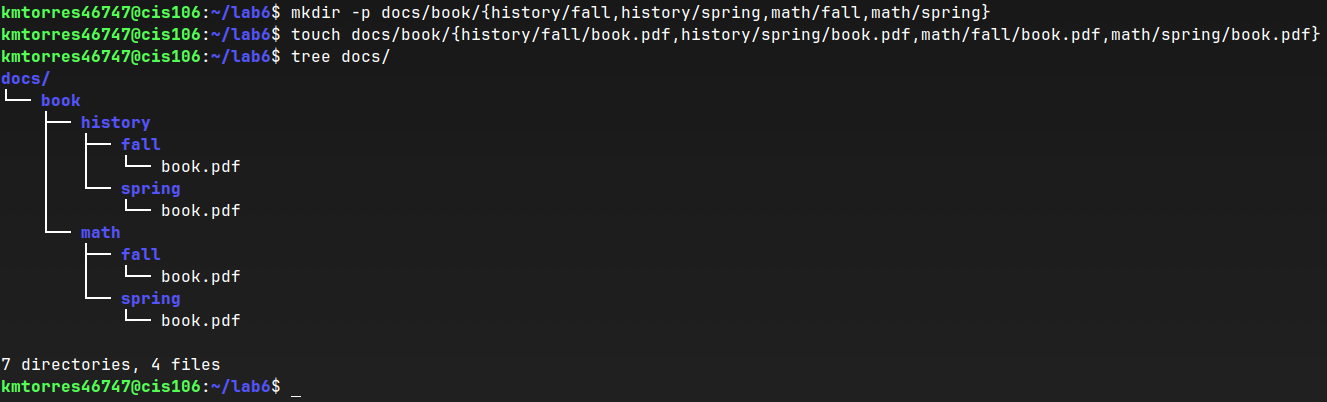 kmtorres46747@cis106:~/lab6$ mkdir -p docs/book/{history/fall,history/spring,math/fall,math/spring}
kmtorres46747@cis106:~/lab6$ touch docs/book/{history/fall/book.pdf,history/spring/book.pdf,math/fall/book.pdf,math/spring/book.pdf}
kmtorres46747@cis106:~/lab6$ tree docs/
docs/
└── book
    ├── history
    │   ├── fall
    │   │   └── book.pdf
    │   └── spring
    │       └── book.pdf
    └── math
        ├── fall
        │   └── book.pdf
        └── spring
            └── book.pdf

7 directories, 4 files
kmtorres46747@cis106:~/lab6$ _